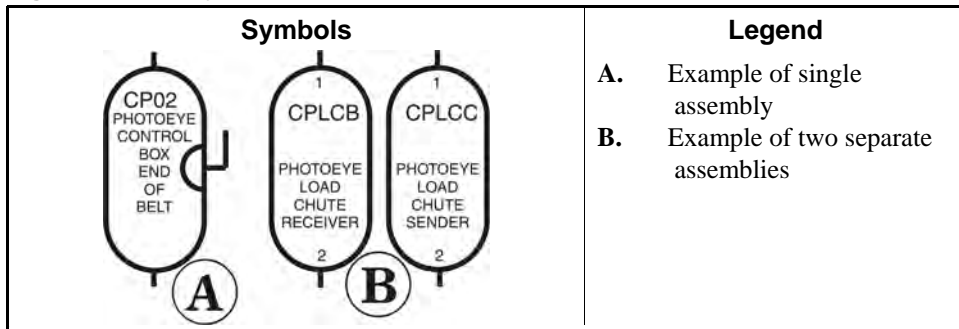 Symbols
CP02
PHOTOEYE
CONTROL
BOX
END
OF
BELT
A
1
CPLCB
PHOTOEYE
LOAD
CHUTE
RECEIVER
2
1
CPLCC
PHOTOEYE
LOAD
CHUTE
SENDER
2
B
Legend
A. Example of single
assembly
B. Example of two separate
assemblies